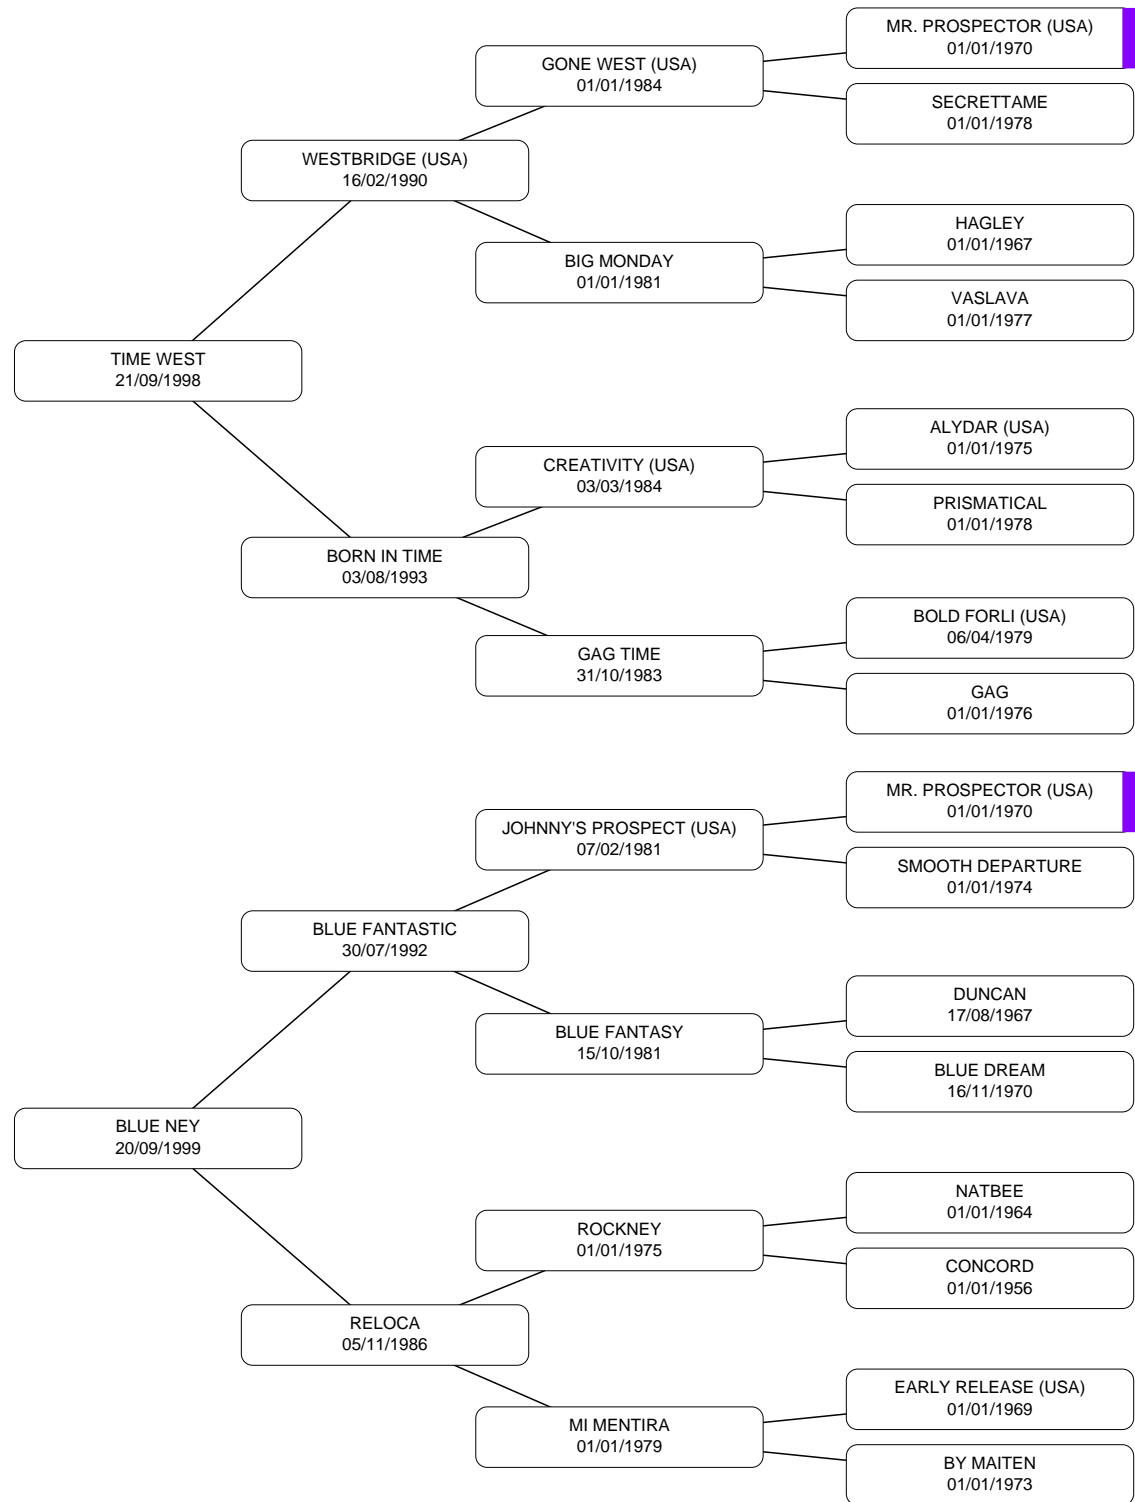 MR. PROSPECTOR (USA)
01/01/1970
GONE WEST (USA)
01/01/1984
SECRETTAME
01/01/1978
WESTBRIDGE (USA)
16/02/1990
HAGLEY
01/01/1967
BIG MONDAY
01/01/1981
VASLAVA
01/01/1977
TIME WEST
21/09/1998
ALYDAR (USA)
01/01/1975
CREATIVITY (USA)
03/03/1984
PRISMATICAL
01/01/1978
BORN IN TIME
03/08/1993
BOLD FORLI (USA)
06/04/1979
GAG TIME
31/10/1983
GAG
01/01/1976
MR. PROSPECTOR (USA)
01/01/1970
JOHNNY'S PROSPECT (USA)
07/02/1981
SMOOTH DEPARTURE
01/01/1974
BLUE FANTASTIC
30/07/1992
DUNCAN
17/08/1967
BLUE FANTASY
15/10/1981
BLUE DREAM
16/11/1970
BLUE NEY
20/09/1999
NATBEE
01/01/1964
ROCKNEY
01/01/1975
CONCORD
01/01/1956
RELOCA
05/11/1986
EARLY RELEASE (USA)
01/01/1969
MI MENTIRA
01/01/1979
BY MAITEN
01/01/1973